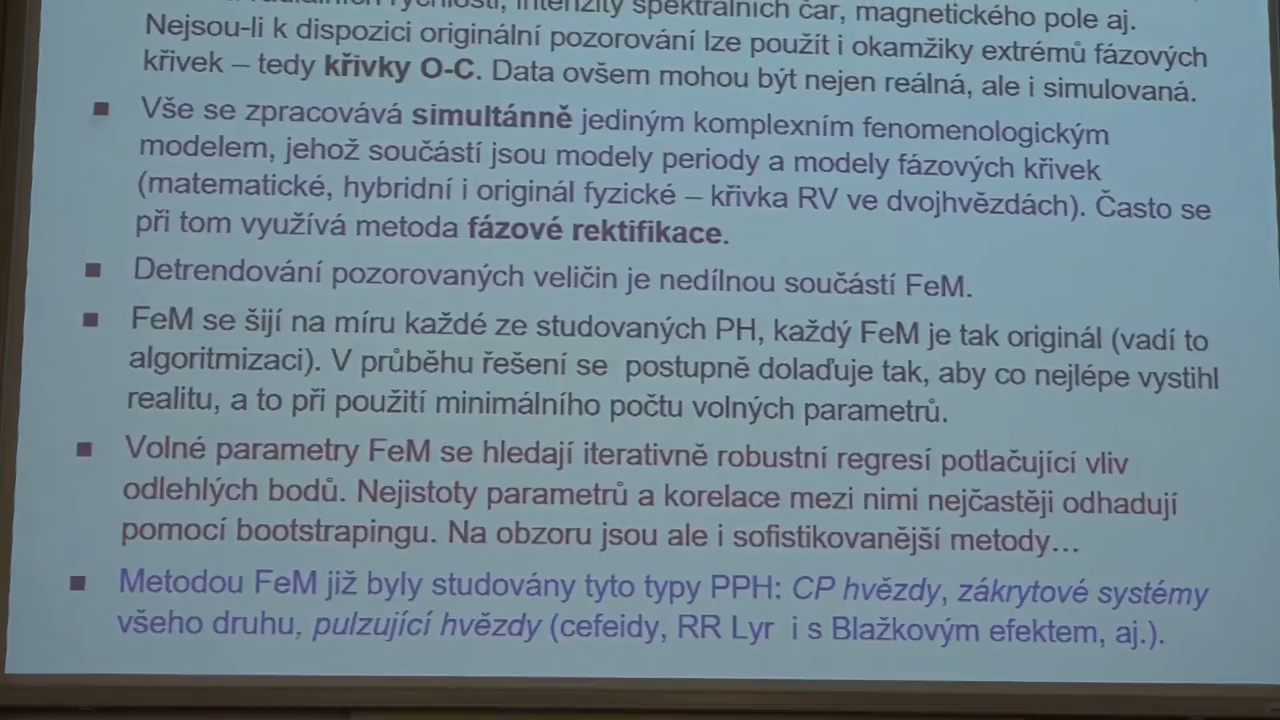 rychlostí, intenzity spektrálních čar, magnetického pole aj.
Nejsou-li k dispozici originální pozorování lze použít i okamžiky extrémů fázových
křivek – tedy křivky O-C. Data ovšem mohou být nejen reálná, ale i simulovaná.
■ Vše se zpracovává simultánně jediným komplexním fenomenologickým
modelem, jehož součástí jsou modely periody a modely fázových křivek
(matematické, hybridní i originál fyzické – křivka RV ve dvojhvězdách). Často se
při tom využívá metoda fázové rektifikace.
■ Detrendování pozorovaných veličin je nedílnou součástí FeM.
■ FeM se šijí na míru každé ze studovaných PH, každý FeM je tak originál (vadí to
algoritmizaci). V průběhu řešení se postupně dolaďuje tak, aby co nejlépe vystihl
realitu, a to při použití minimálního počtu volných parametrů.
■ Volné parametry FeM se hledají iterativně robustní regresí potlačující vliv
odlehlých bodů. Nejistoty parametrů a korelace mezi nimi nejčastěji odhadují
pomocí bootstrapingu. Na obzoru jsou ale i sofistikovanější metody…
■ Metodou FeM již byly studovány tyto typy PPH: CP hvězdy, zákrytové systémy
všeho druhu, pulzující hvězdy (cefeidy, RR Lyr i s Blažkovým efektem, aj.).